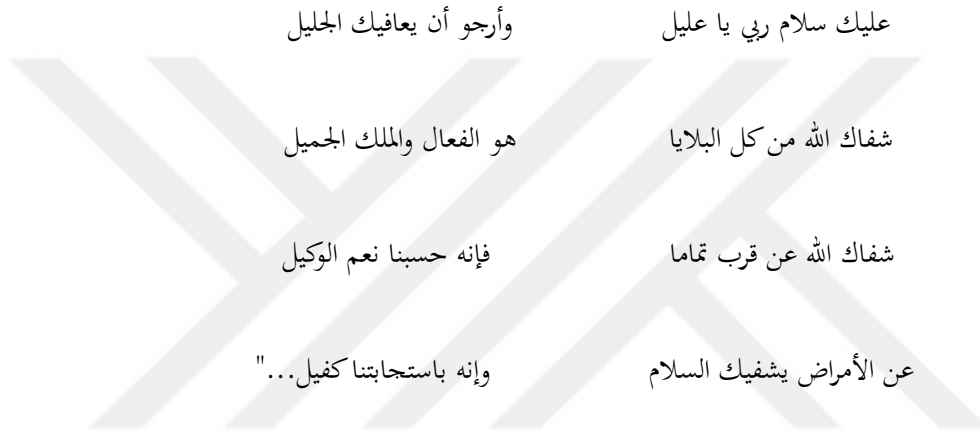 عليك سلام ربي يا عليل وأرجو أن يعافيك الجليل
شفاك الله من كل البلايا هو الفعال والملك الجميل
شفاك الله عن قرب تماما فإنه حسبنا نعم الوكيل
عن الأمراض يشفيك السلام وإنه باستجابتنا كفيل..."